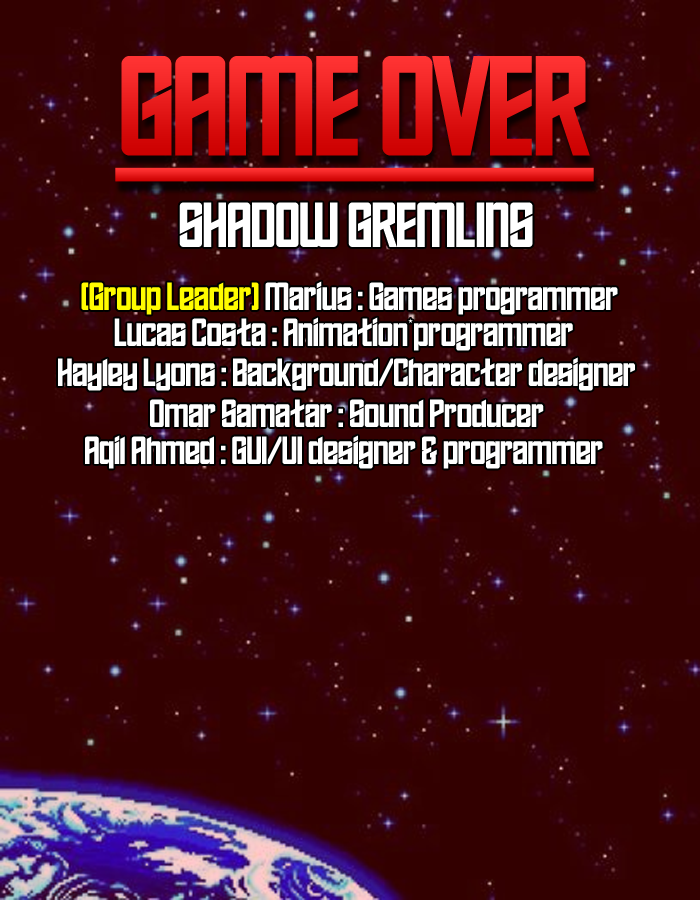 GAME OVER
SHADOW GREMLINS
(Group Leader) Marius : Games programmer
Lucas Costa : Animation programmer
Hayley Lyons : Background/Character designer
Omar Samatar : Sound Producer
Aqil Ahmed : GUI/UI designer & programmer